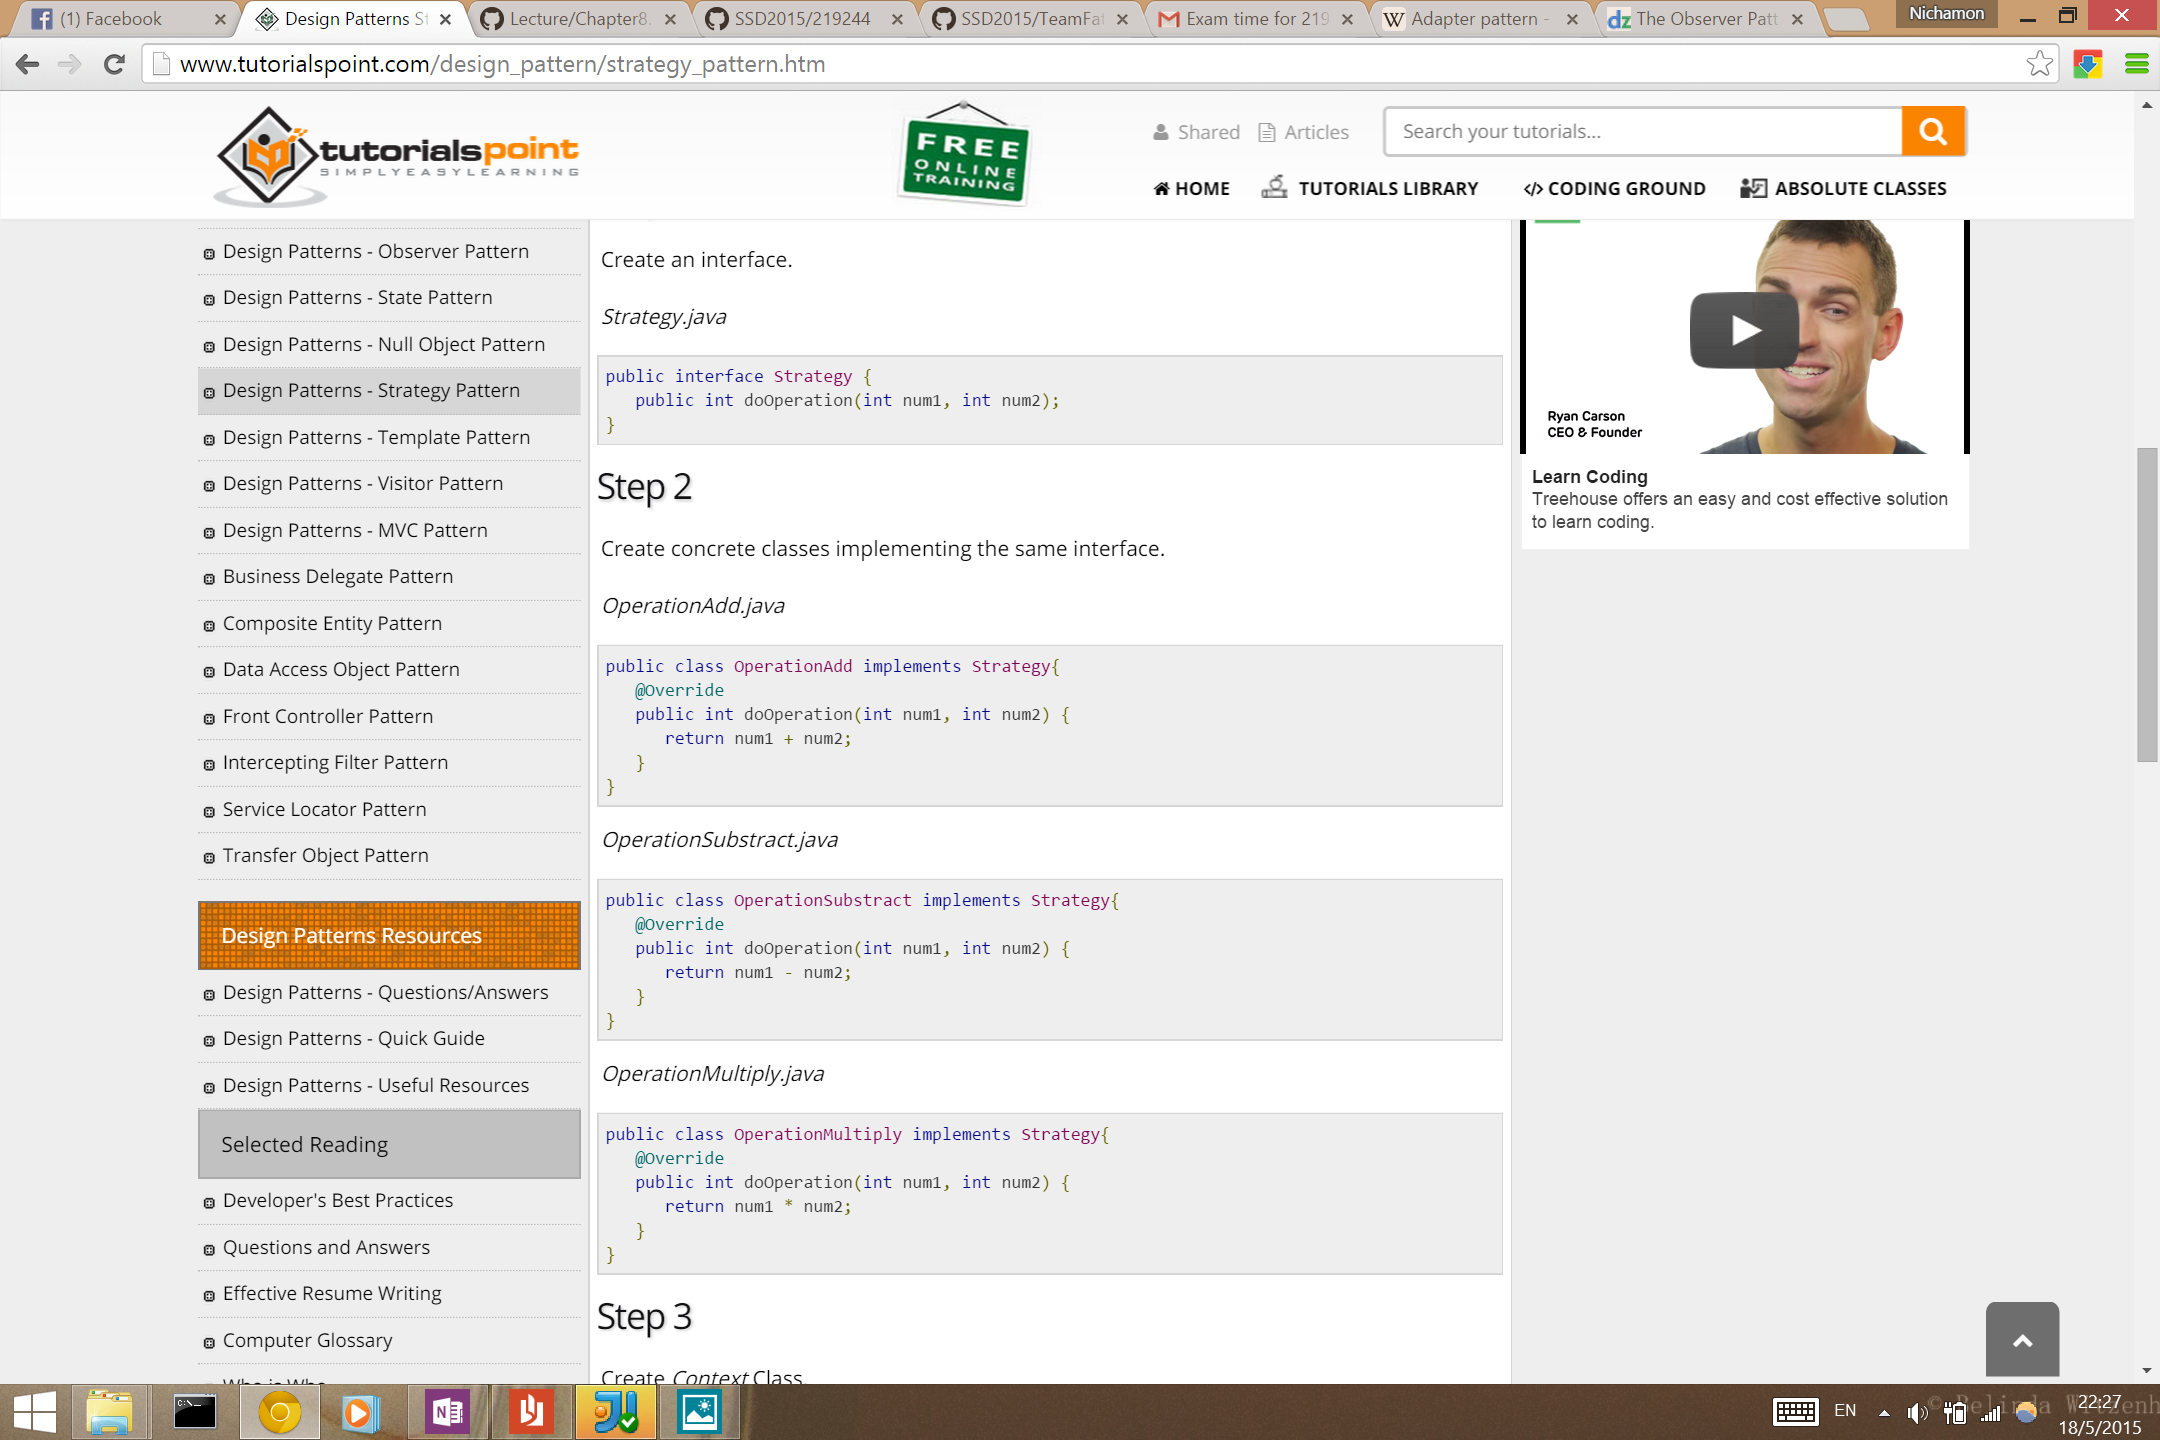 (1) Facebook
Design Patterns St
Lecture/Chapter8.
SSD2015/219244
SSD2015/TeamFat
Exam time for 219
Adapter pattern -
The Observer Patt
Nichamon
www.tutorialspoint.com/design_pattern/strategy_pattern.htm
tutorialspoint
SIMPLYEASYLEARNING
FREE
ONLINE
TRAINING
Shared
Articles
Search your tutorials...
HOME
TUTORIALS LIBRARY
CODING GROUND
ABSOLUTE CLASSES
Design Patterns - Observer Pattern
Design Patterns - State Pattern
Design Patterns - Null Object Pattern
Design Patterns - Strategy Pattern
Design Patterns - Template Pattern
Design Patterns - Visitor Pattern
Design Patterns - MVC Pattern
Business Delegate Pattern
Composite Entity Pattern
Data Access Object Pattern
Front Controller Pattern
Intercepting Filter Pattern
Service Locator Pattern
Transfer Object Pattern
Design Patterns Resources
Design Patterns - Questions/Answers
Design Patterns - Quick Guide
Design Patterns - Useful Resources
Selected Reading
Developer's Best Practices
Questions and Answers
Effective Resume Writing
Computer Glossary
Who is Who
Create an interface.
Strategy.java
public interface Strategy {
public int doOperation(int num1, int num2);
}
Step 2
Create concrete classes implementing the same interface.
OperationAdd.java
public class OperationAdd implements Strategy{
@Override
public int doOperation(int num1, int num2) {
return num1 + num2;
}
}
OperationSubstract.java
public class OperationSubstract implements Strategy{
@Override
public int doOperation(int num1, int num2) {
return num1 - num2;
}
}
OperationMultiply.java
public class OperationMultiply implements Strategy{
@Override
public int doOperation(int num1, int num2) {
return num1 * num2;
}
}
Step 3
Create Context Class.
Ryan Carson
CEO & Founder
Learn Coding
Treehouse offers an easy and cost effective solution
to learn coding.
C:\_
EN
22:27
18/5/2015